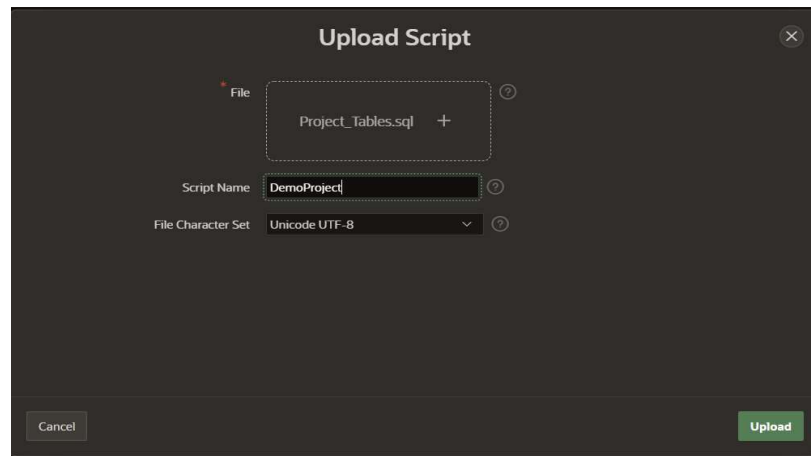 Upload Script
* File
Project_Tables.sql +
Script Name DemoProject
File Character Set Unicode UTF-8
Cancel Upload